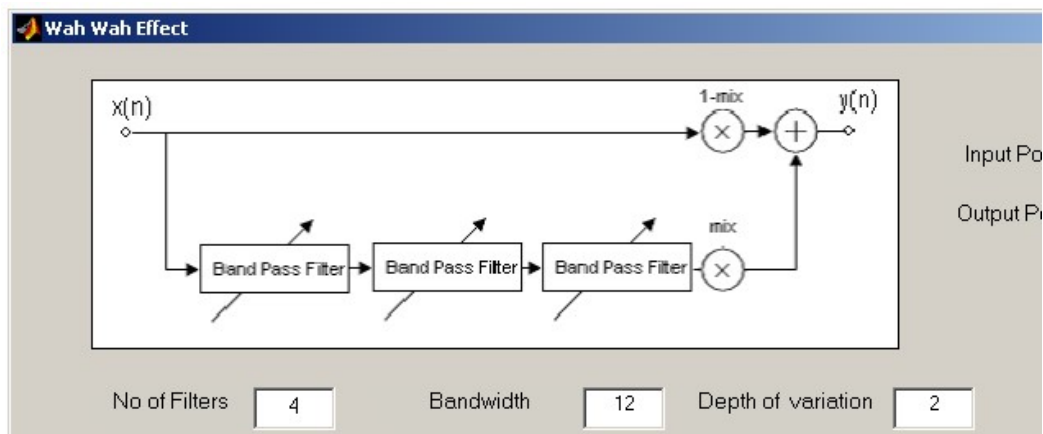 Wah Wah Effect
x(n)
1-mix
y(n)
Input Po
Output Po
mix
Band Pass Filter
Band Pass Filter
Band Pass Filter
No of Filters 4 Bandwidth 12 Depth of variation 2